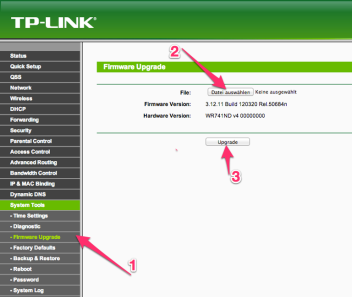 TP-LINK
Status
Quick Setup
QSS
Network
Wireless
DHCP
Forwarding
Security
Parental Control
Access Control
Advanced Routing
Bandwidth Control
IP & MAC Binding
Dynamic DNS
System Tools
- Time Settings
- Diagnostic
- Firmware Upgrade
- Factory Defaults
- Backup & Restore
- Reboot
- Password
- System Log
1
Firmware Upgrade
2
File: Datei auswählen Keine ausgewählt
Firmware Version: 3.12.11 Build 120320 Rel.50684n
Hardware Version: WR741ND v4 00000000
Upgrade
3